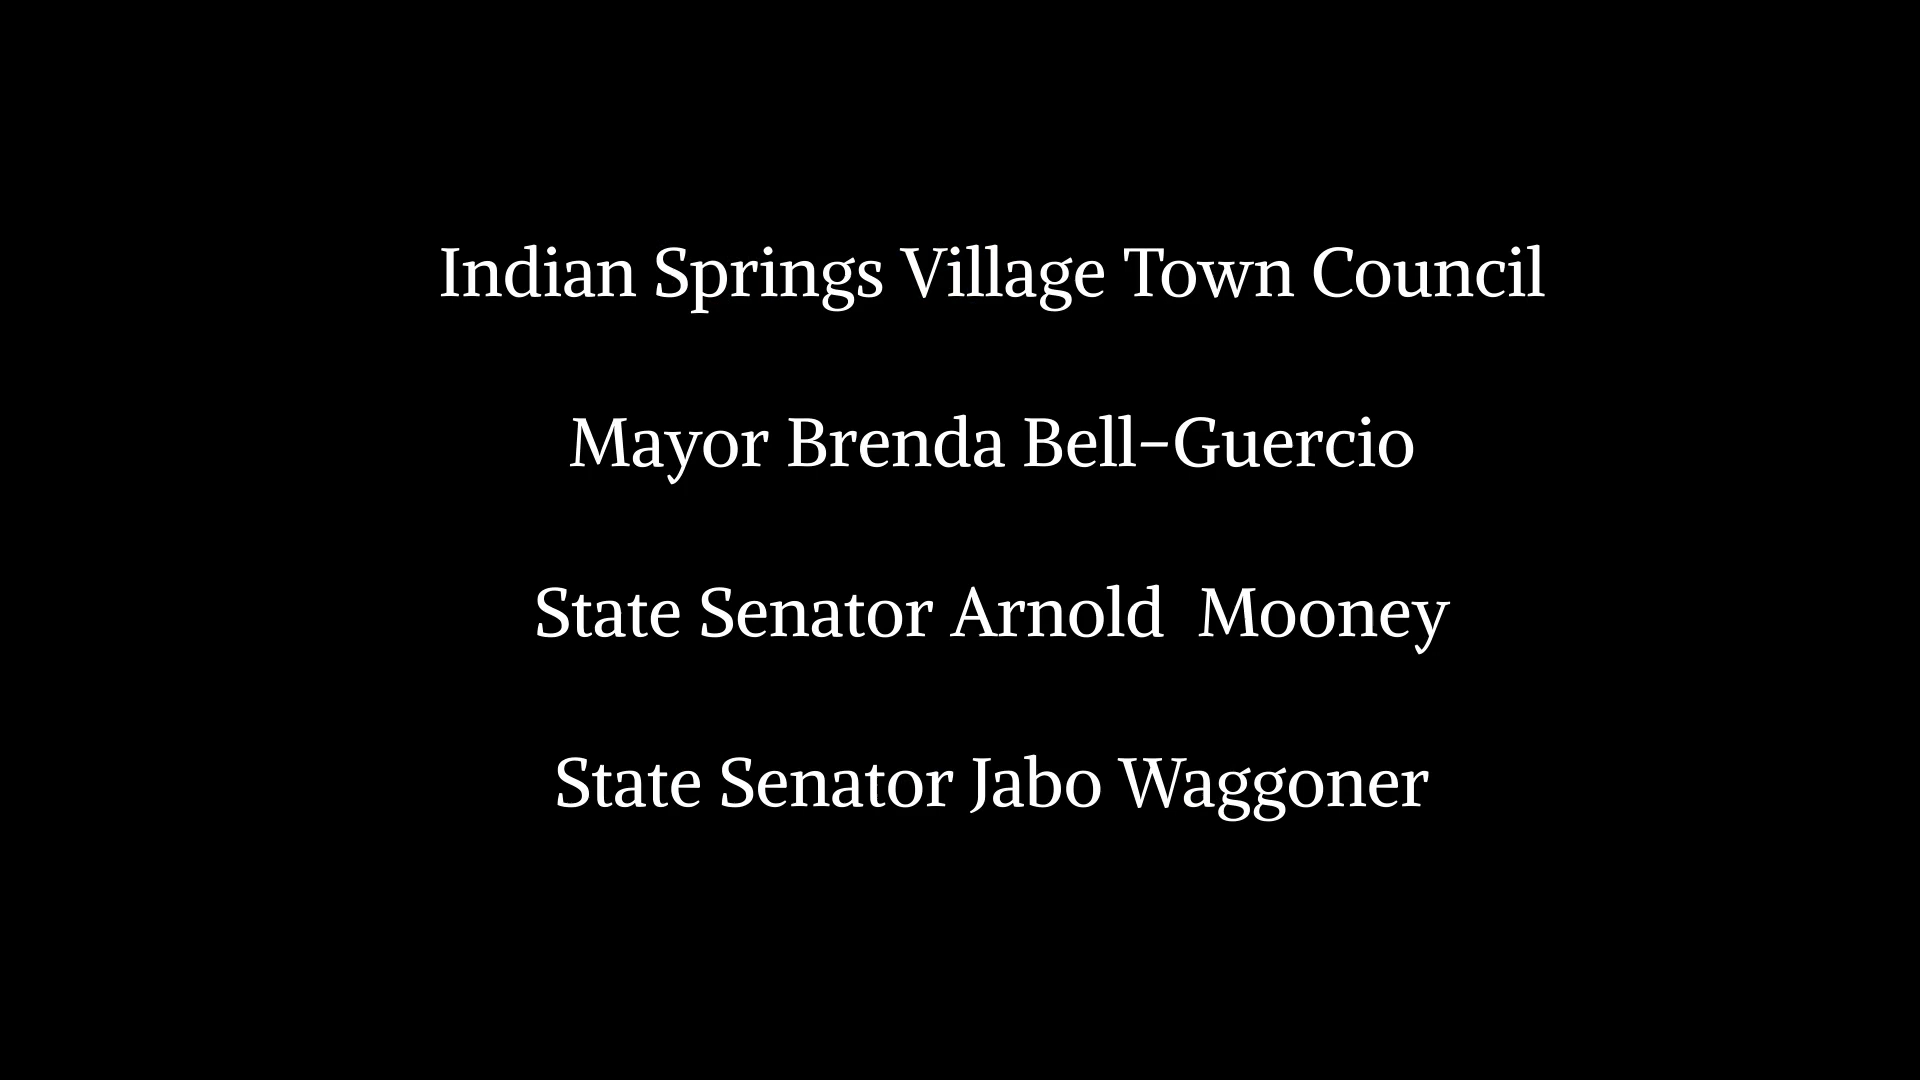 Indian Springs Village Town Council
Mayor Brenda Bell-Guercio
State Senator Arnold  Mooney
State Senator Jabo Waggoner